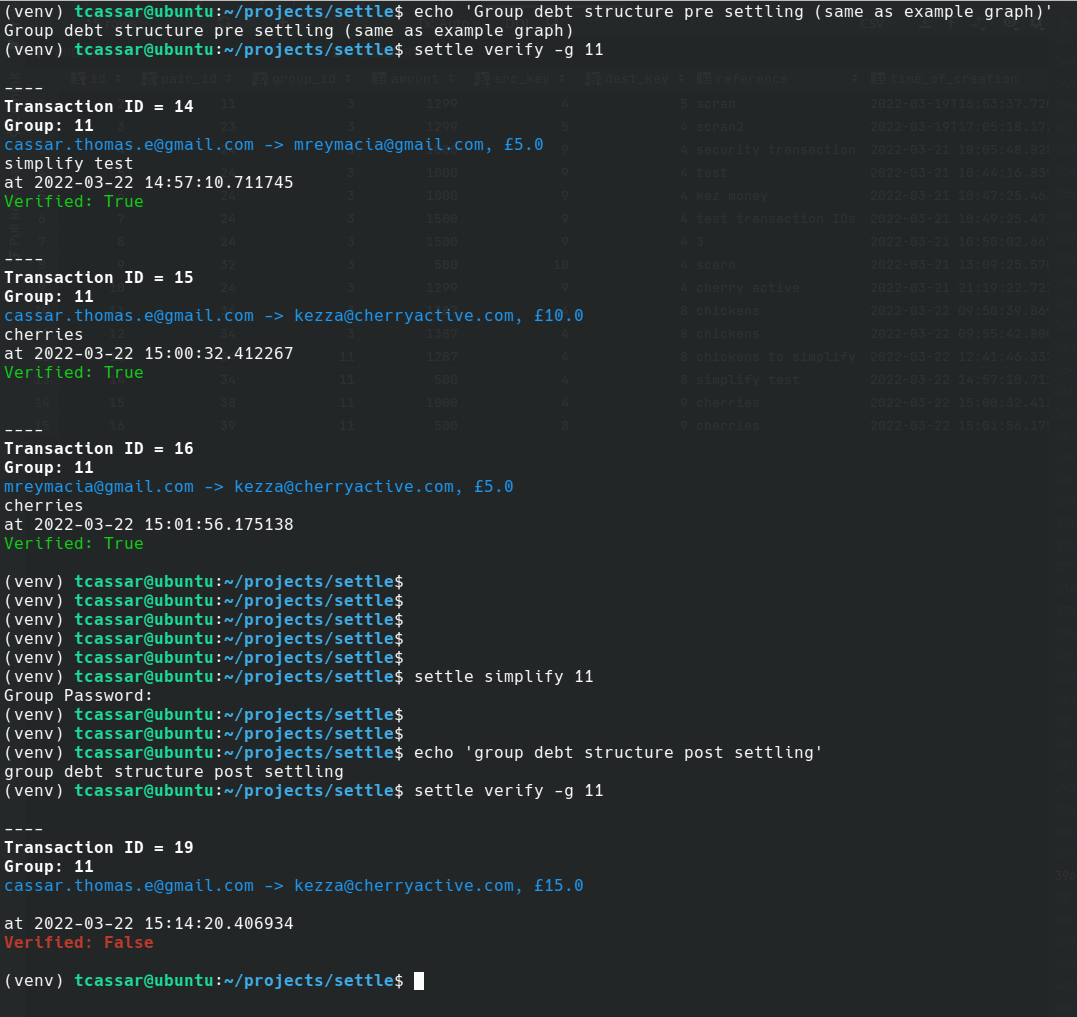 (venv) tcassar@ubuntu:~/projects/settle$ echo 'Group debt structure pre settling (same as example graph)'
Group debt structure pre settling (same as example graph)
(venv) tcassar@ubuntu:~/projects/settle$ settle verify -g 11
----
Transaction ID = 14
Group: 11
cassar.thomas.e@gmail.com -> mreymacia@gmail.com, £5.0
simplify test
at 2022-03-22 14:57:10.711745
Verified: True
----
Transaction ID = 15
Group: 11
cassar.thomas.e@gmail.com -> kezza@cherryactive.com, £10.0
cherries
at 2022-03-22 15:00:32.412267
Verified: True
----
Transaction ID = 16
Group: 11
mreymacia@gmail.com -> kezza@cherryactive.com, £5.0
cherries
at 2022-03-22 15:01:56.175138
Verified: True
(venv) tcassar@ubuntu:~/projects/settle$
(venv) tcassar@ubuntu:~/projects/settle$
(venv) tcassar@ubuntu:~/projects/settle$
(venv) tcassar@ubuntu:~/projects/settle$
(venv) tcassar@ubuntu:~/projects/settle$
(venv) tcassar@ubuntu:~/projects/settle$ settle simplify 11
Group Password:
(venv) tcassar@ubuntu:~/projects/settle$
(venv) tcassar@ubuntu:~/projects/settle$
(venv) tcassar@ubuntu:~/projects/settle$ echo 'group debt structure post settling'
group debt structure post settling
(venv) tcassar@ubuntu:~/projects/settle$ settle verify -g 11
----
Transaction ID = 19
Group: 11
cassar.thomas.e@gmail.com -> kezza@cherryactive.com, £15.0
at 2022-03-22 15:14:20.406934
Verified: False
(venv) tcassar@ubuntu:~/projects/settle$